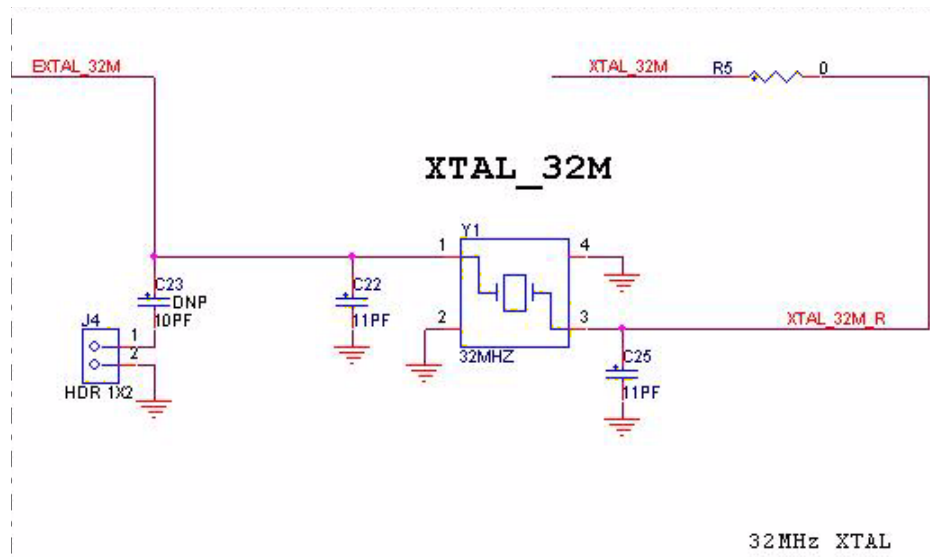 EXTAL_32M
XTAL_32M
R5
0
XTAL_32M
Y1
1
4
C23
DNP
10PF
C22
11PF
J4
1
2
HDR 1X2
2
3
32MHZ
XTAL_32M_R
C25
11PF
32MHz XTAL